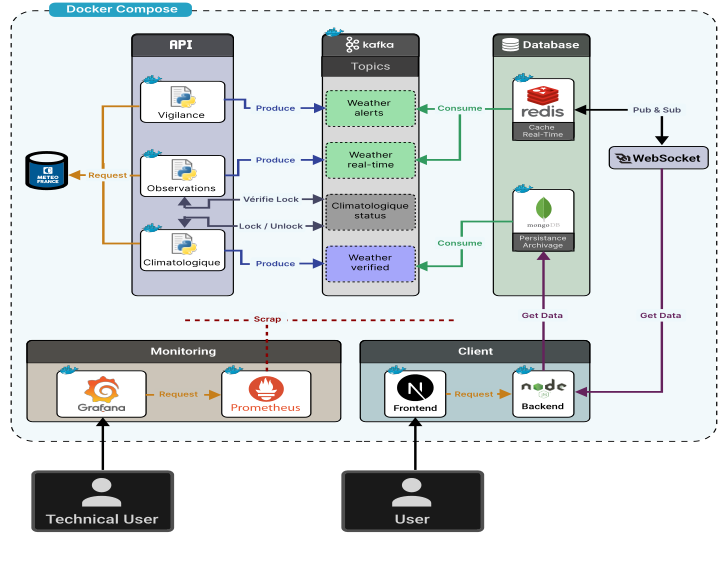 Docker Compose
API
kafka
Topics
Database
Vigilance
Produce
Weather
alerts
Consume
redis
Cache
Real-Time
Pub & Sub
WebSocket
METEO
FRANCE
Request
Observations
Produce
Weather
real-time
Vérifie Lock
Climatologique
status
Lock / Unlock
mongoDB
Persistance
Archivage
Climatologique
Produce
Weather
verified
Consume
Scrap
Get Data
Get Data
Monitoring
Client
Grafana
Request
Prometheus
N
Frontend
Request
node
JS
Backend
Technical User
User